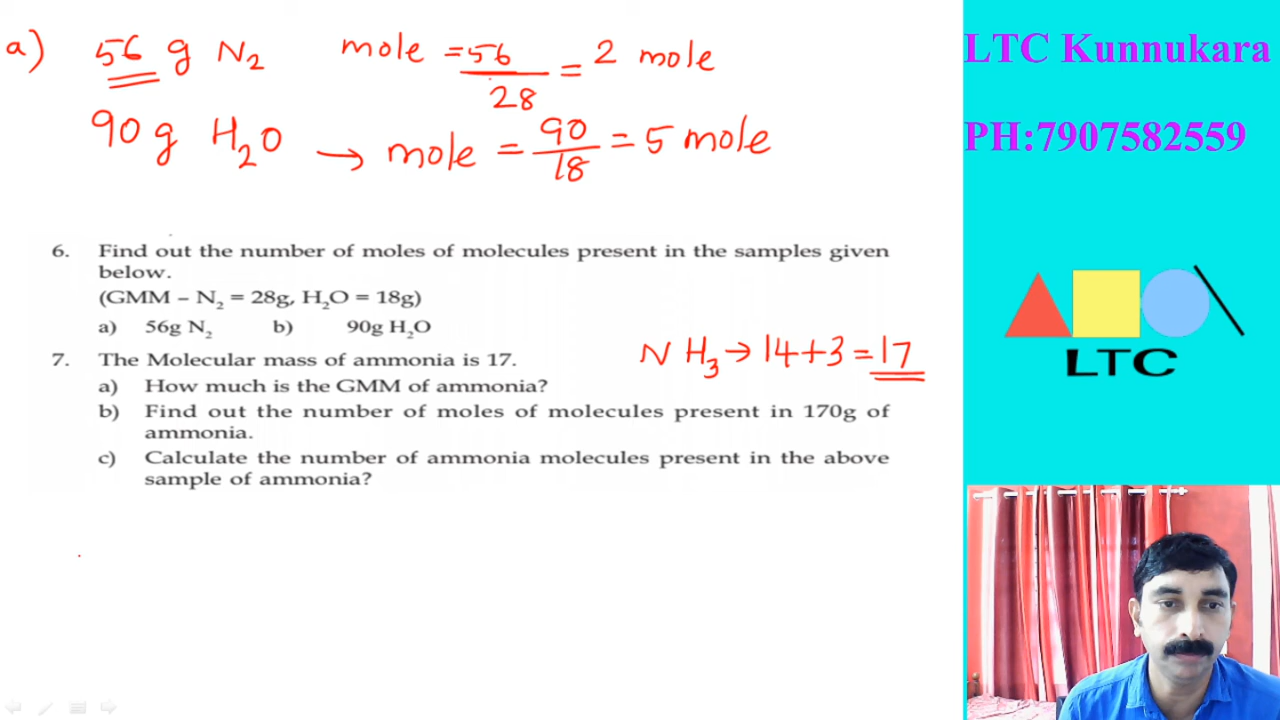 a) 56 g N₂ mole = 56/28 = 2 mole
90 g H₂O → mole = 90/18 = 5 mole
6. Find out the number of moles of molecules present in the samples given
below.
(GMM – N₂ = 28g, H₂O = 18g)
a) 56g N₂ b) 90g H₂O
7. The Molecular mass of ammonia is 17.
NH₃ → 14+3 = 17
a) How much is the GMM of ammonia?
b) Find out the number of moles of molecules present in 170g of
ammonia.
c) Calculate the number of ammonia molecules present in the above
sample of ammonia?
LTC Kunnukara
PH:7907582559
LTC